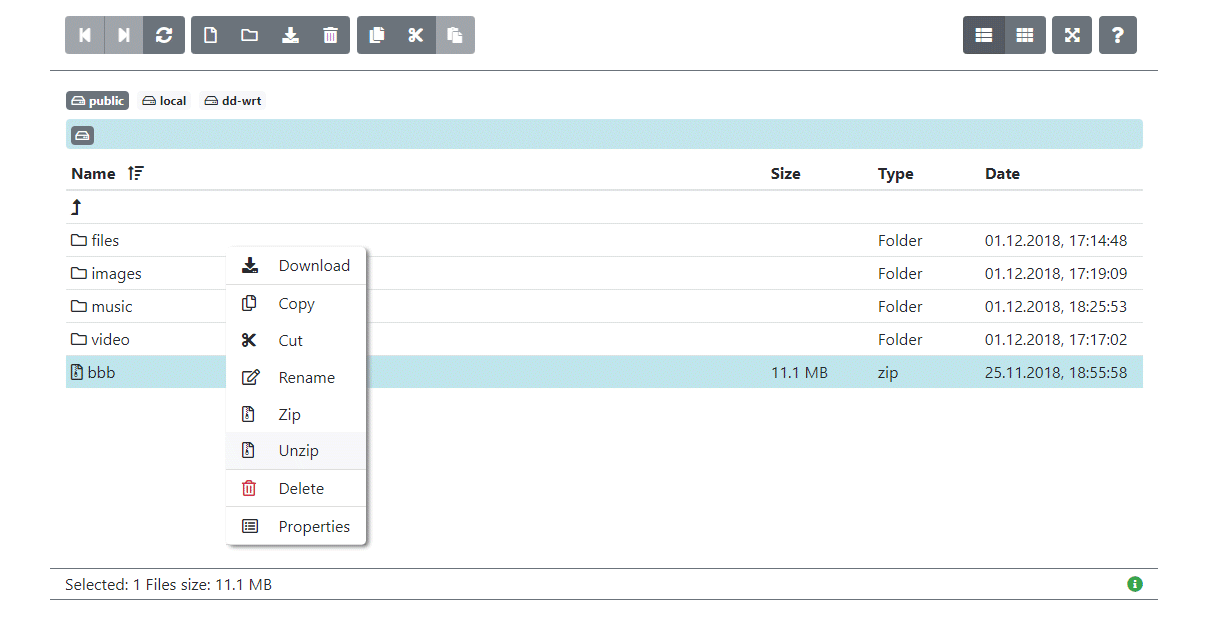 ?
public local dd-wrt
Name Size Type Date
files Folder 01.12.2018, 17:14:48
Download
images Folder 01.12.2018, 17:19:09
Copy
music Folder 01.12.2018, 18:25:53
Cut
video Folder 01.12.2018, 17:17:02
bbb 11.1 MB zip 25.11.2018, 18:55:58
Rename
Zip
Unzip
Delete
Properties
Selected: 1 Files size: 11.1 MB